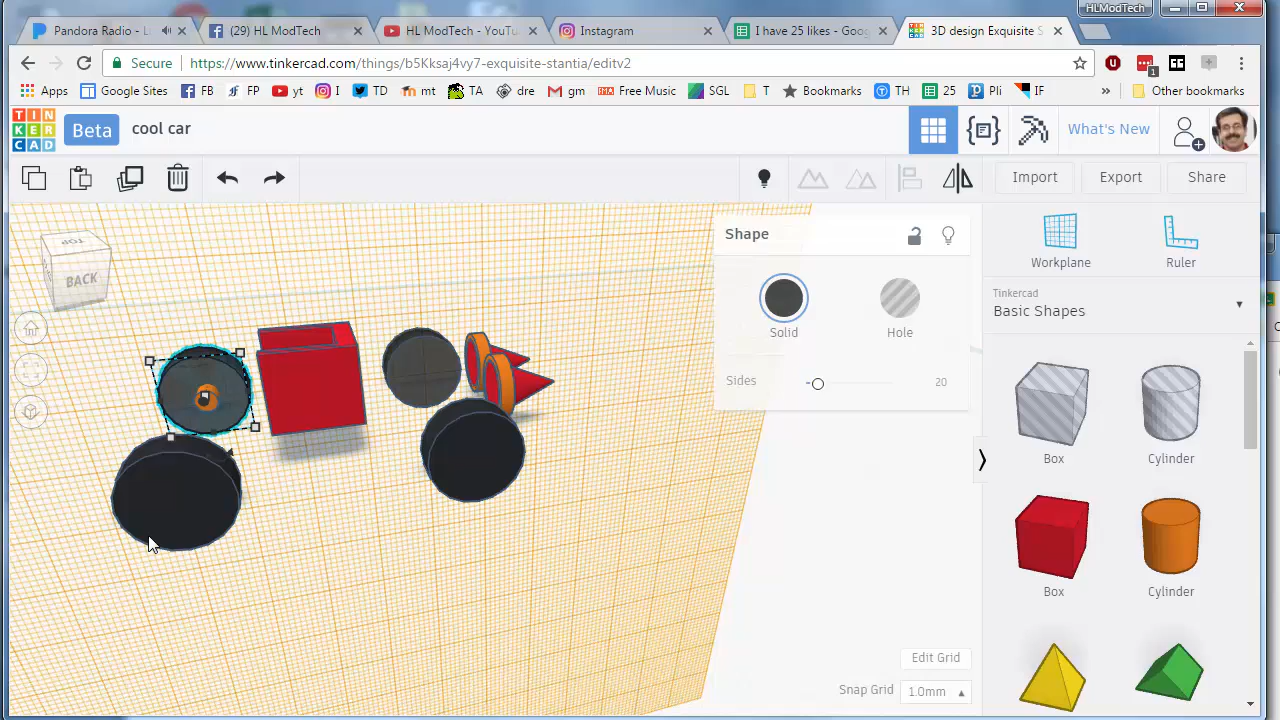 HLModTech
Pandora Radio - Li
(29) HL ModTech
HL ModTech - YouTu
Instagram
I have 25 likes - Goog
3D design Exquisite S
Secure
https://www.tinkercad.com/things/b5Kksaj4vy7-exquisite-stantia/editv2
1
Apps
Google Sites
FB
FP
yt
I
TD
mt
TA
dre
gm
Free Music
SGL
T
Bookmarks
TH
25
Pli
IF
»
Other bookmarks
TIN
KER
CAD
Beta
cool car
What's New
Import
Export
Share
TOP
BACK
Shape
Solid
Hole
Sides
20
Workplane
Ruler
Tinkercad
Basic Shapes
Box
Cylinder
Box
Cylinder
Edit Grid
Snap Grid
1.0mm